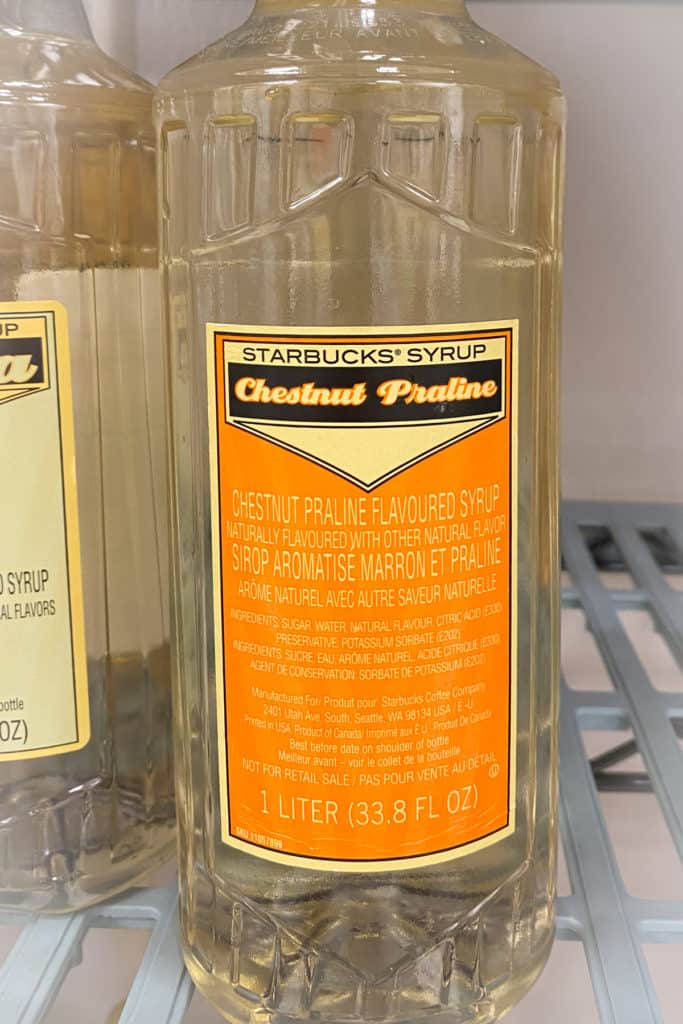 STARBUCKS® SYRUP
Chestnut Praline
CHESTNUT PRALINE FLAVOURED SYRUP
NATURALLY FLAVOURED WITH OTHER NATURAL FLAVOR
SIROP AROMATISE MARRON ET PRALINE
ARÔME NATUREL AVEC AUTRE SAVEUR NATURELLE
INGREDIENTS: SUGAR, WATER, NATURAL FLAVOUR, CITRIC ACID (E330),
PRESERVATIVE: POTASSIUM SORBATE (E202).
INGRÉDIENTS: SUCRE, EAU, ARÔME NATUREL, ACIDE CITRIQUE (E330),
AGENT DE CONSERVATION: SORBATE DE POTASSIUM (E202).
Manufactured For/ Produit pour: Starbucks Coffee Company
2401 Utah Ave. South, Seattle, WA 98134 USA / É.-U.
Printed in USA, Product of Canada/ Imprimé aux É.U., Produit De Canada
Best before date on shoulder of bottle
Meilleur avant – voir le collet de la bouteille
NOT FOR RETAIL SALE / PAS POUR VENTE AU DÉTAIL
1 LITER (33.8 FL OZ)
SKU 11057899
UP
a
D SYRUP
AL FLAVORS
bottle
OZ)